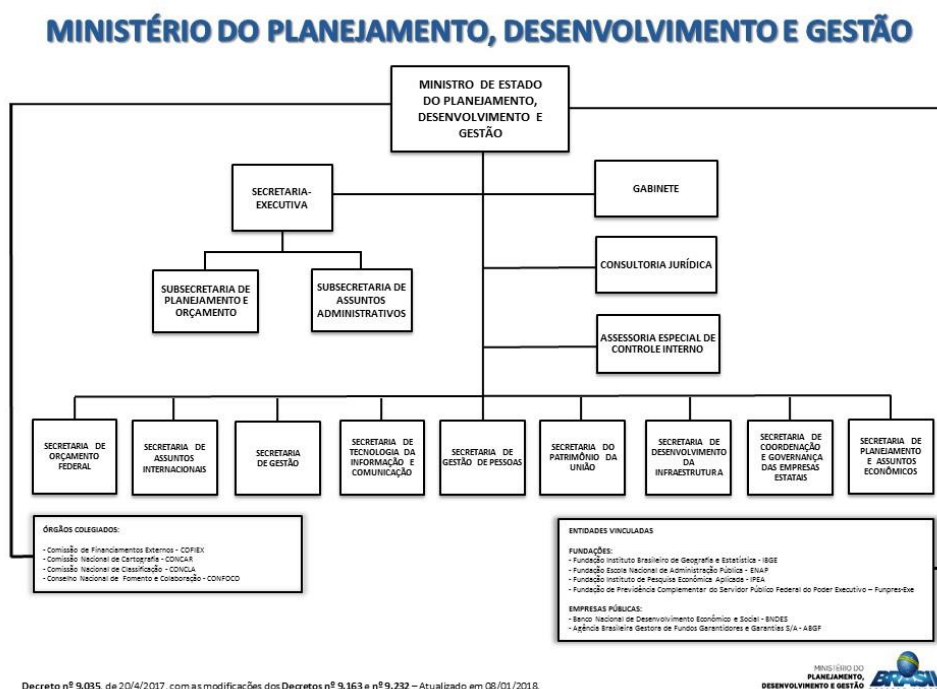 MINISTÉRIO DO PLANEJAMENTO, DESENVOLVIMENTO E GESTÃO
MINISTRO DE ESTADO
DO PLANEJAMENTO,
DESENVOLVIMENTO E
GESTÃO
SECRETARIA-
EXECUTIVA
GABINETE
SUBSECRETARIA DE
PLANEJAMENTO E
ORÇAMENTO
SUBSECRETARIA DE
ASSUNTOS
ADMINISTRATIVOS
CONSULTORIA JURÍDICA
ASSESSORIA ESPECIAL DE
CONTROLE INTERNO
SECRETARIA DE
ORÇAMENTO
FEDERAL
SECRETARIA DE
ASSUNTOS
INTERNACIONAIS
SECRETARIA
DE GESTÃO
SECRETARIA DE
TECNOLOGIA DA
INFORMAÇÃO E
COMUNICAÇÃO
SECRETARIA DE
GESTÃO DE PESSOAS
SECRETARIA DO
PATRIMÔNIO DA
UNIÃO
SECRETARIA DE
DESENVOLVIMENTO
DA
INFRAESTRUTURA
SECRETARIA DE
COORDENAÇÃO
E GOVERNANÇA
DAS EMPRESAS
ESTATAIS
SECRETARIA DE
PLANEJAMENTO
E ASSUNTOS
ECONÔMICOS
ÓRGÃOS COLEGIADOS:
- Comissão de Financiamentos Externos - COFIEX
- Comissão Nacional de Cartografia - CONCAR
- Comissão Nacional de Classificação - CONCLA
- Conselho Nacional de Fomento e Colaboração - CONFOCO
ENTIDADES VINCULADAS
FUNDAÇÕES:
- Fundação Instituto Brasileiro de Geografia e Estatística - IBGE
- Fundação Escola Nacional de Administração Pública - ENAP
- Fundação Instituto de Pesquisa Econômica Aplicada - IPEA
- Fundação de Previdência Complementar do Servidor Público Federal do Poder Executivo – Funpres-Exe
EMPRESAS PÚBLICAS:
- Banco Nacional de Desenvolvimento Econômico e Social - BNDES
- Agência Brasileira Gestora de Fundos Garantidores e Garantias S/A - ABGF
Decreto nº 9.035, de 20/4/2017, com as modificações dos Decretos nº 9.163 e nº 9.232 – Atualizado em 08/01/2018.
MINISTÉRIO DO
PLANEJAMENTO,
DESENVOLVIMENTO E GESTÃO
BRASIL